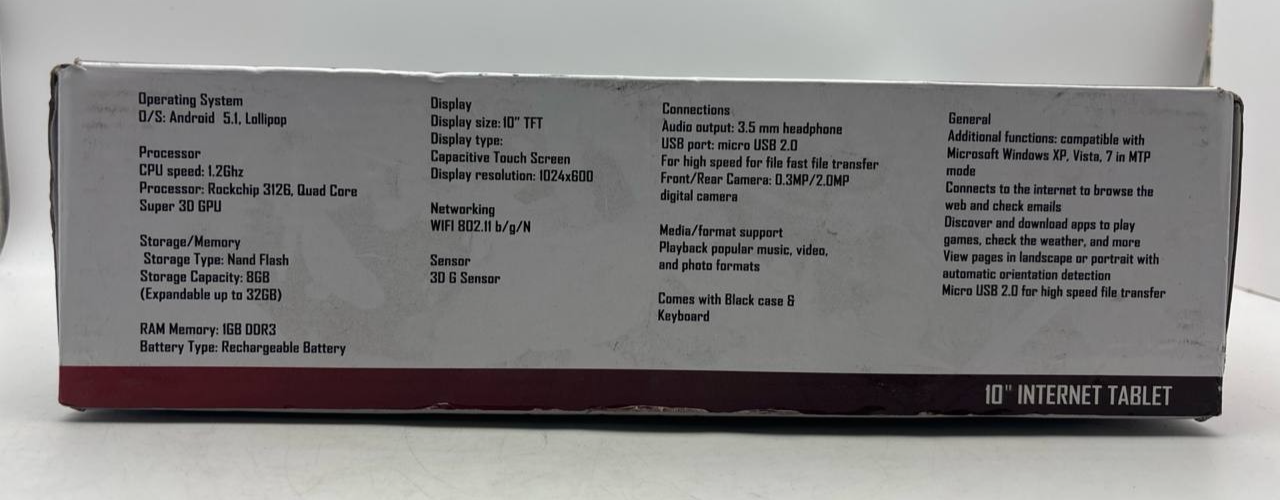 Operating System
O/S: Android 5.1, Lollipop
Processor
CPU speed: 1.2Ghz
Processor: Rockchip 3126, Quad Core
Super 3D GPU
Storage/Memory
Storage Type: Nand Flash
Storage Capacity: 8GB
(Expandable up to 32GB)
RAM Memory: 1GB DDR3
Battery Type: Rechargeable Battery
Display
Display size: 10" TFT
Display type:
Capacitive Touch Screen
Display resolution: 1024x600
Networking
WIFI 802.11 b/g/N
Sensor
3D G Sensor
Connections
Audio output: 3.5 mm headphone
USB port: micro USB 2.0
For high speed for file fast file transfer
Front/Rear Camera: 0.3MP/2.0MP
digital camera
Media/format support
Playback popular music, video,
and photo formats
Comes with Black case &
Keyboard
General
Additional functions: compatible with
Microsoft Windows XP, Vista, 7 in MTP
mode
Connects to the internet to browse the
web and check emails
Discover and download apps to play
games, check the weather, and more
View pages in landscape or portrait with
automatic orientation detection
Micro USB 2.0 for high speed file transfer
10" INTERNET TABLET